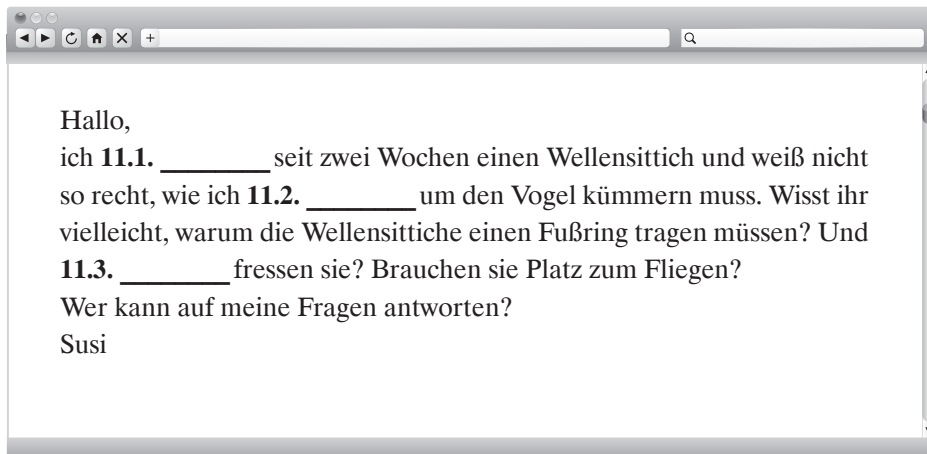 Hallo,
ich 11.1. ________ seit zwei Wochen einen Wellensittich und weiß nicht
so recht, wie ich 11.2. ________ um den Vogel kümmern muss. Wisst ihr
vielleicht, warum die Wellensittiche einen Fußring tragen müssen? Und
11.3. ________ fressen sie? Brauchen sie Platz zum Fliegen?
Wer kann auf meine Fragen antworten?
Susi